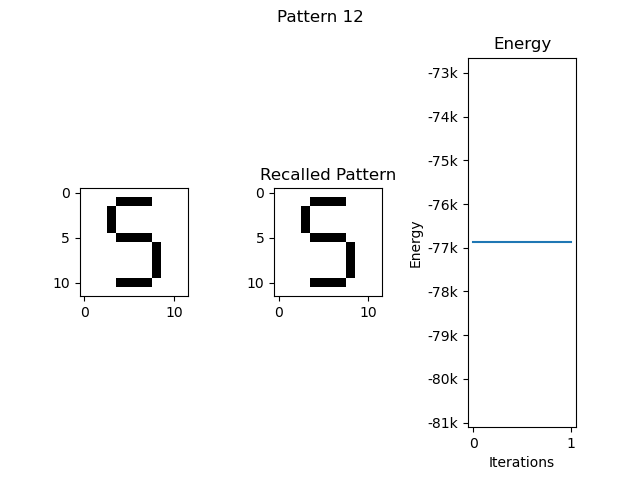 Pattern 12
0
5
10
0
10
Recalled Pattern
0
5
10
0
10
Energy
-73k
-74k
-75k
-76k
-77k
-78k
-79k
-80k
-81k
Energy
0
1
Iterations